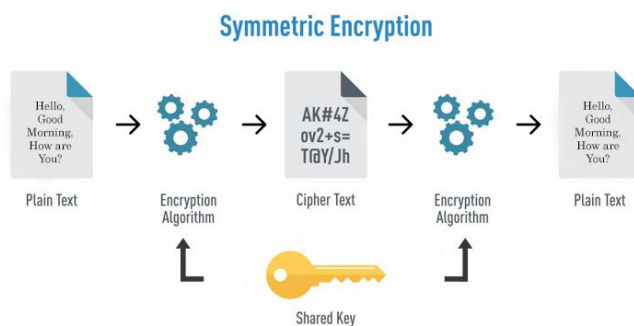 Symmetric Encryption
Hello,
Good
Morning,
How are
You?
Plain Text
Encryption
Algorithm
AK#4Z
ov2+s=
T@Y/Jh
Cipher Text
Encryption
Algorithm
Hello,
Good
Morning.
How are
You?
Plain Text
Shared Key